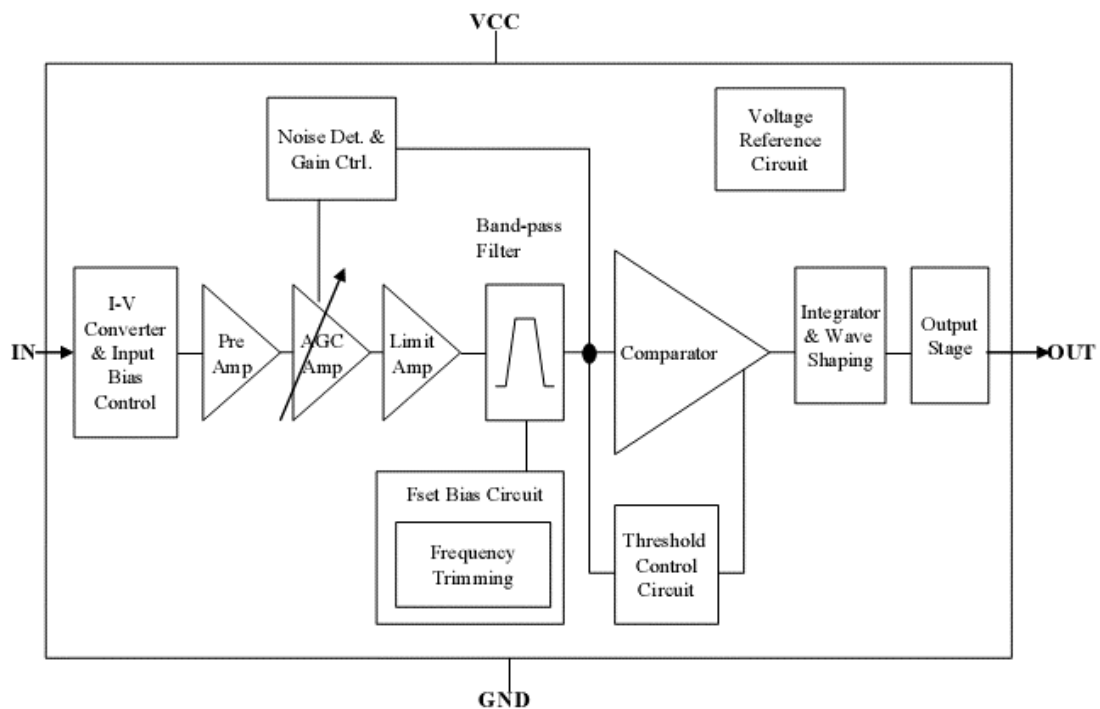 VCC
Noise Det. &
Gain Ctrl.
Voltage
Reference
Circuit
Band-pass
Filter
IN
I-V
Converter
& Input
Bias
Control
Pre
Amp
AGC
Amp
Limit
Amp
Comparator
Integrator
& Wave
Shaping
Output
Stage
OUT
Fset Bias Circuit
Frequency
Trimming
Threshold
Control
Circuit
GND